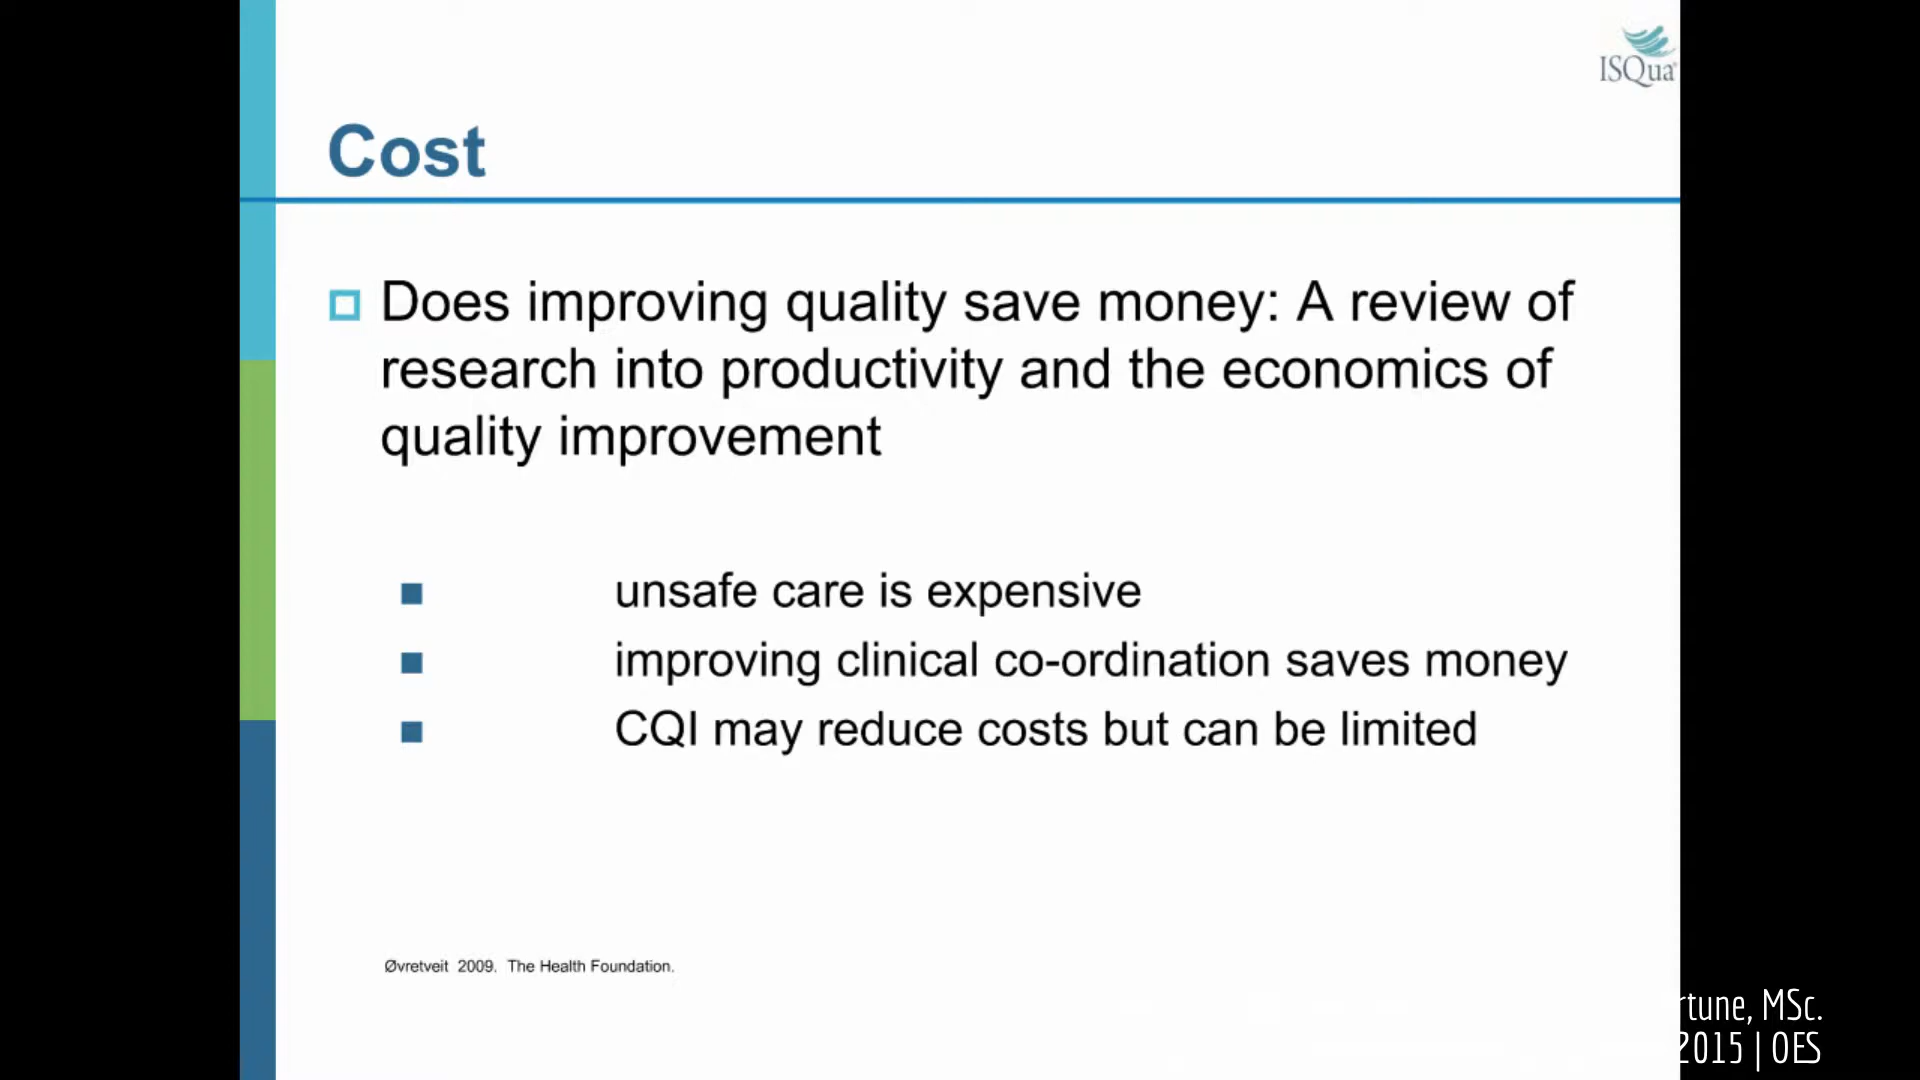 ISQua
Cost
Does improving quality save money: A review of
research into productivity and the economics of
quality improvement
unsafe care is expensive
improving clinical co-ordination saves money
CQI may reduce costs but can be limited
Øvretveit 2009. The Health Foundation.
MSc.
2015 | OES